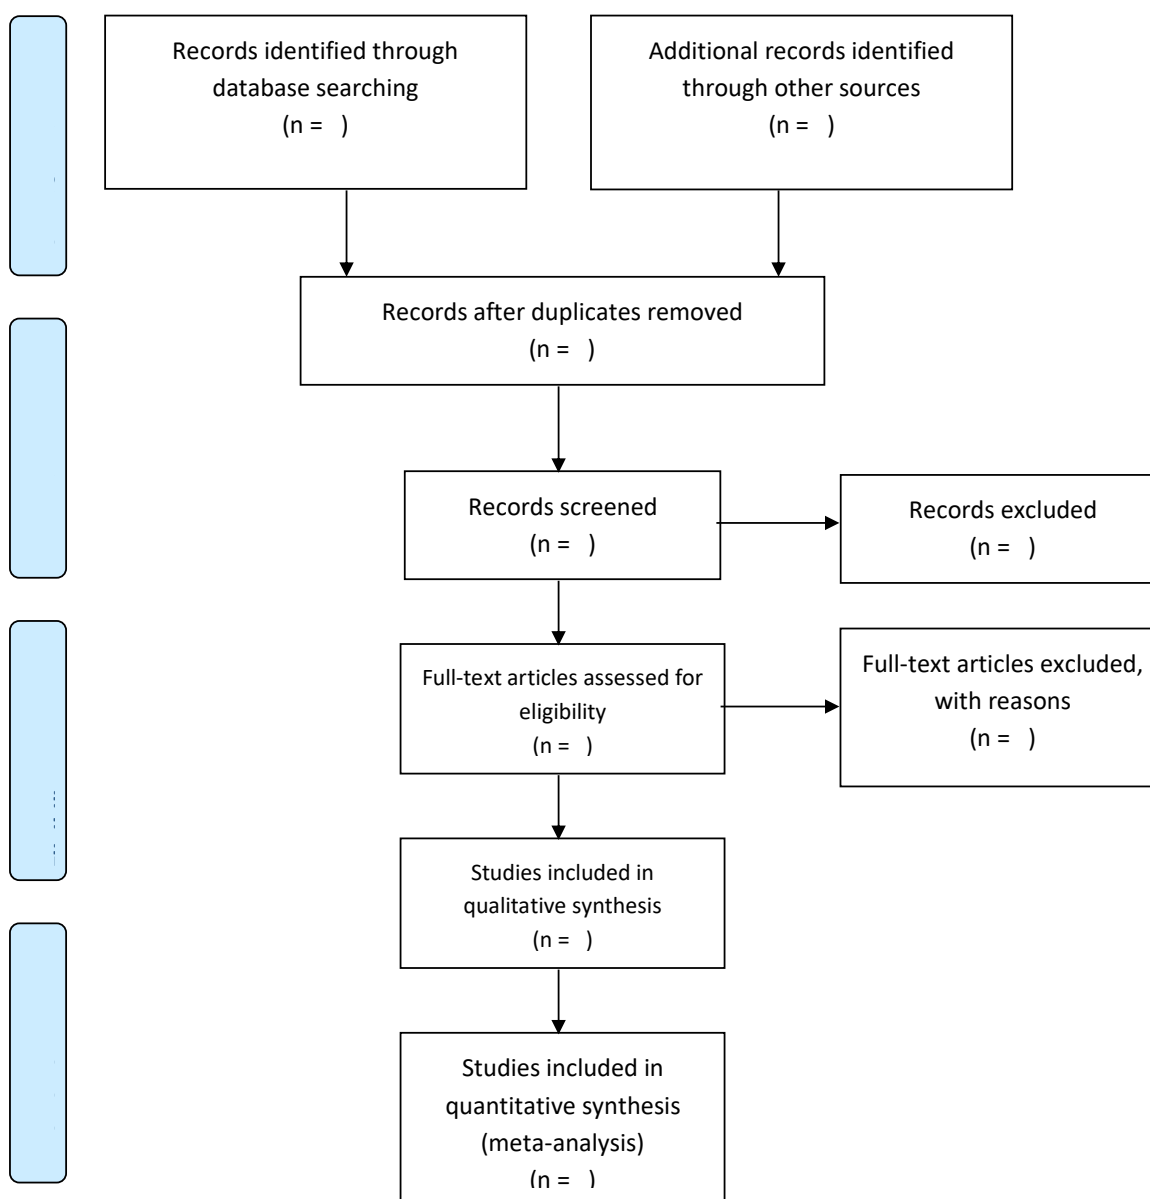 Records identified through
database searching
(n =   )
Additional records identified
through other sources
(n =   )
Records after duplicates removed
(n =   )
Records screened
(n =   )
Records excluded
(n =   )
Full-text articles assessed for
eligibility
(n =   )
Full-text articles excluded,
with reasons
(n =   )
Studies included in
qualitative synthesis
(n =   )
Studies included in
quantitative synthesis
(meta-analysis)
(n =   )